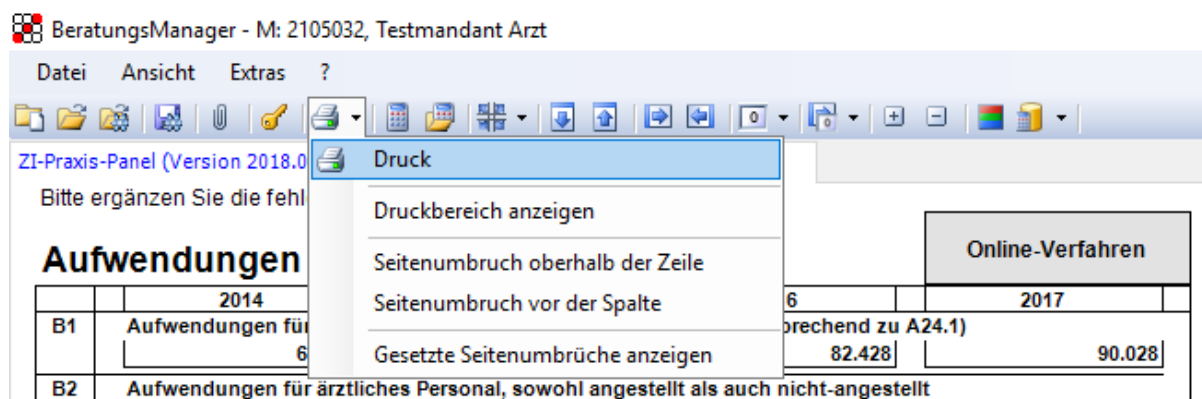 BeratungsManager - M: 2105032, Testmandant Arzt
Datei Ansicht Extras ?
ZI-Praxis-Panel (Version 2018.0
Druck
Bitte ergänzen Sie die fehl
Druckbereich anzeigen
Aufwendungen
Online-Verfahren
Seitenumbruch oberhalb der Zeile
2014 6 2017
Seitenumbruch vor der Spalte
B1 Aufwendungen für prechend zu A24.1)
6 82.428 90.028
Gesetzte Seitenumbrüche anzeigen
B2 Aufwendungen für ärztliches Personal, sowohl angestellt als auch nicht-angestellt